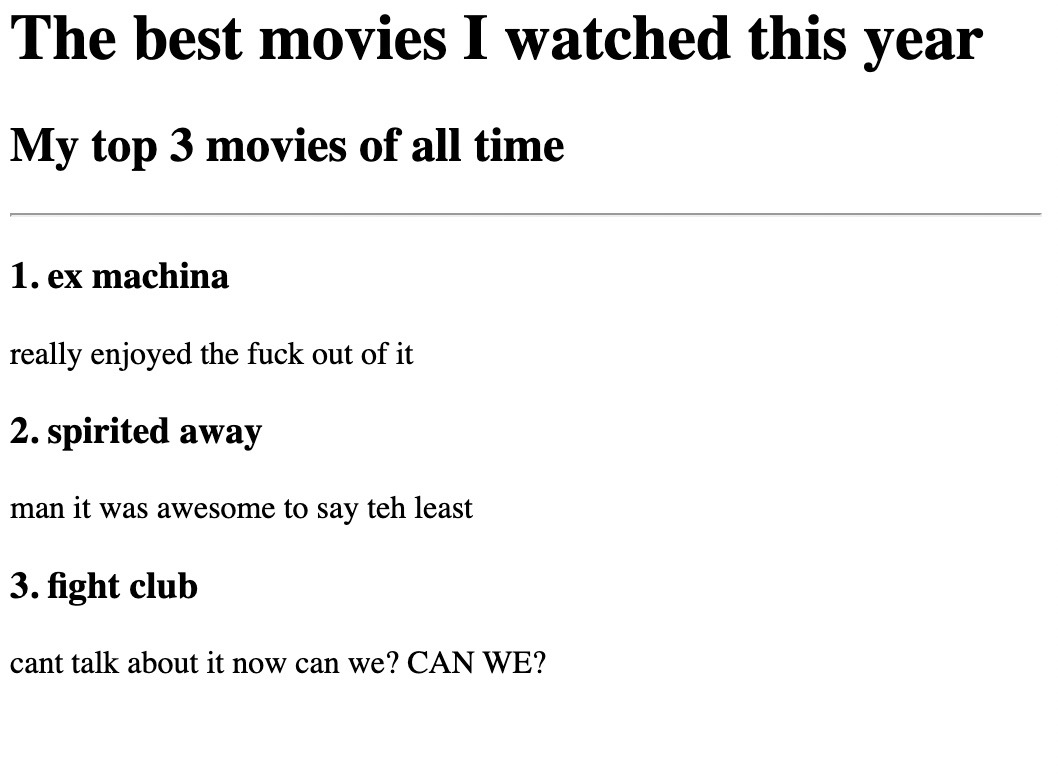 The best movies I watched this year
My top 3 movies of all time
1. ex machina
really enjoyed the fuck out of it
2. spirited away
man it was awesome to say teh least
3. fight club
cant talk about it now can we? CAN WE?